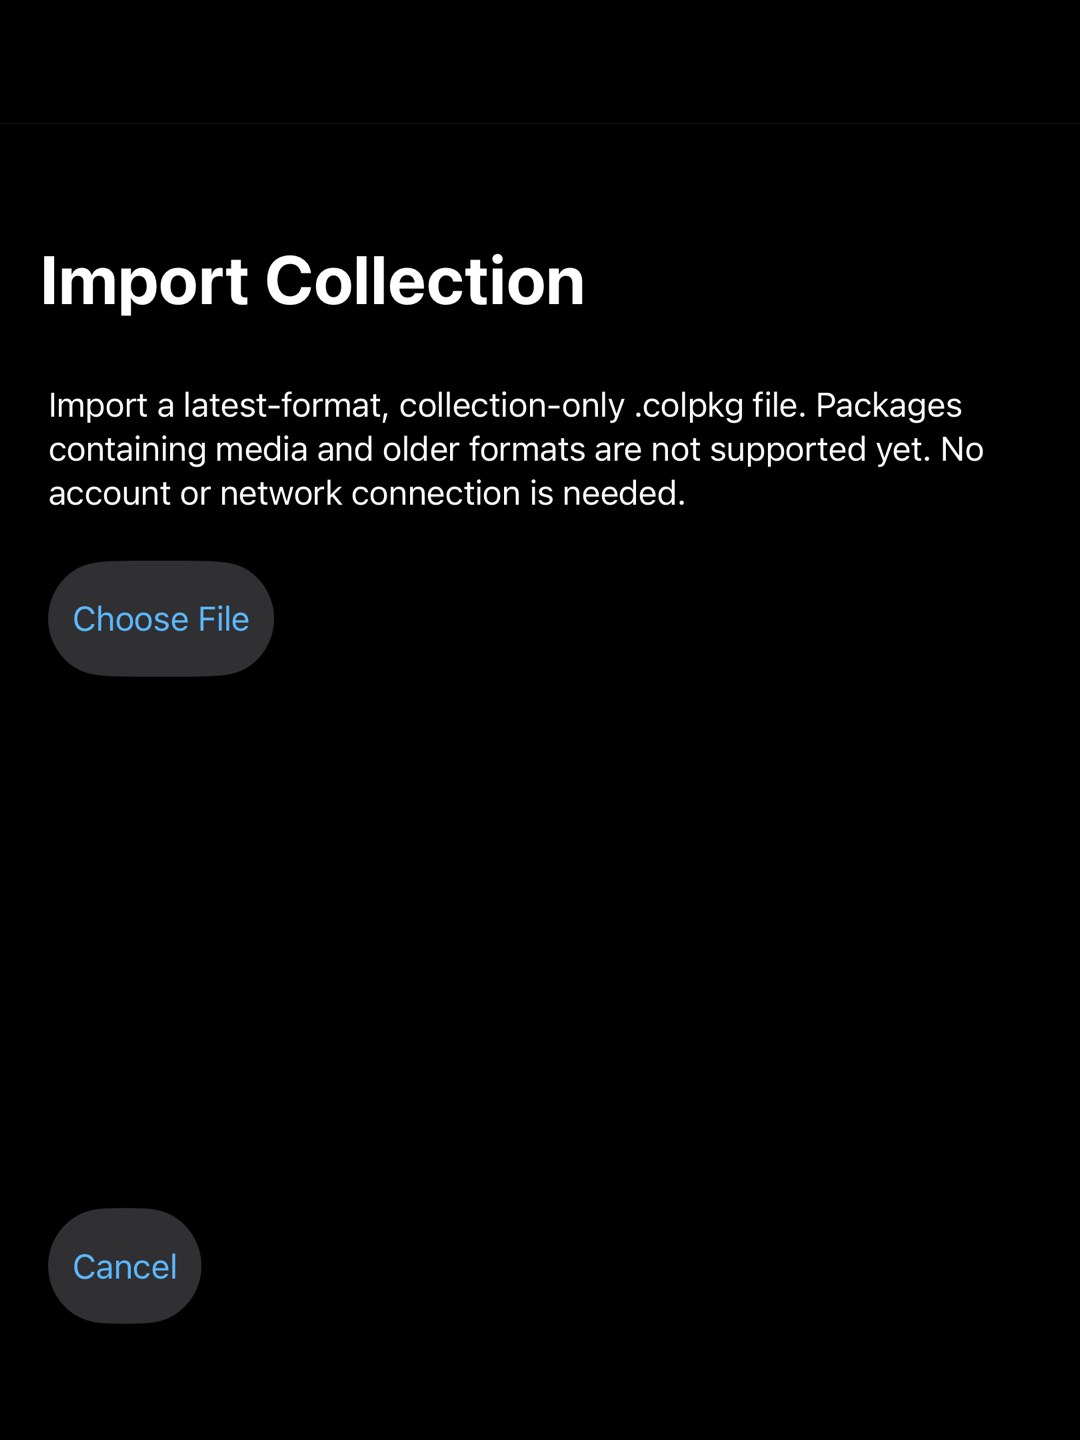 Import Collection
Import a latest-format, collection-only .colpkg file. Packages
containing media and older formats are not supported yet. No
account or network connection is needed.
Choose File
Cancel